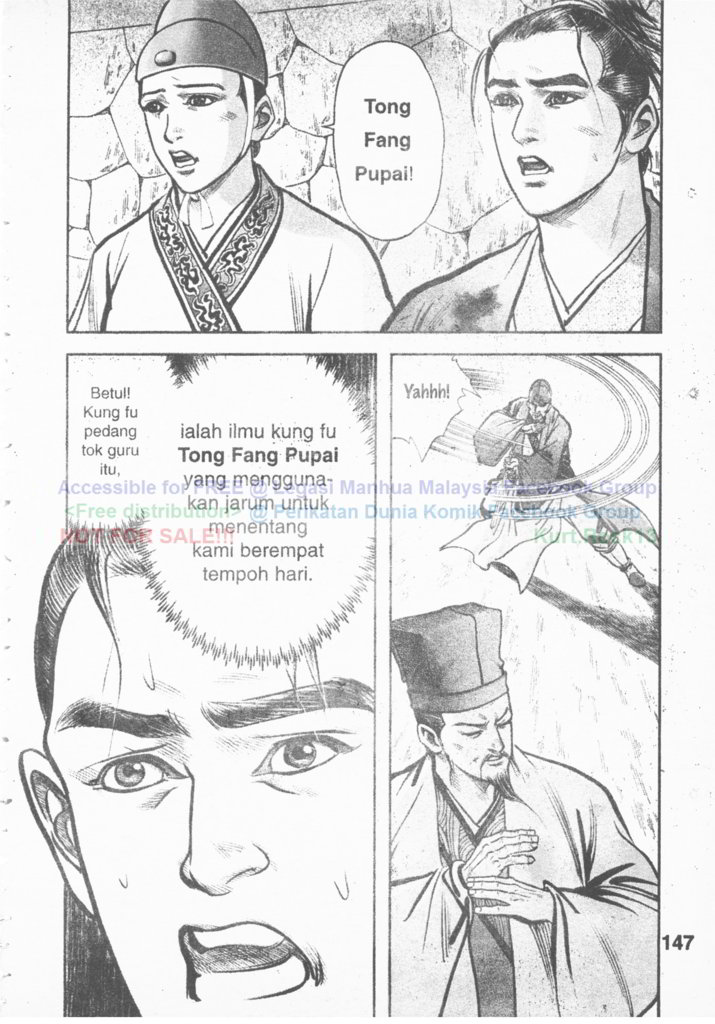 Tong
Fang
Pupai!
Betul!
Kung fu
pedang
tok guru
itu,
ialah ilmu kung fu
Tong Fang Pupai
yang mengguna-
kan jarum untuk
menentang
kami berempat
tempoh hari.
Yahhh!
Accessible for FREE @ Legasi Manhua Malaysia Facebook Group
<Free distribution> @ Perikatan Dunia Komik Facebook Group
NOT FOR SALE!!!
147